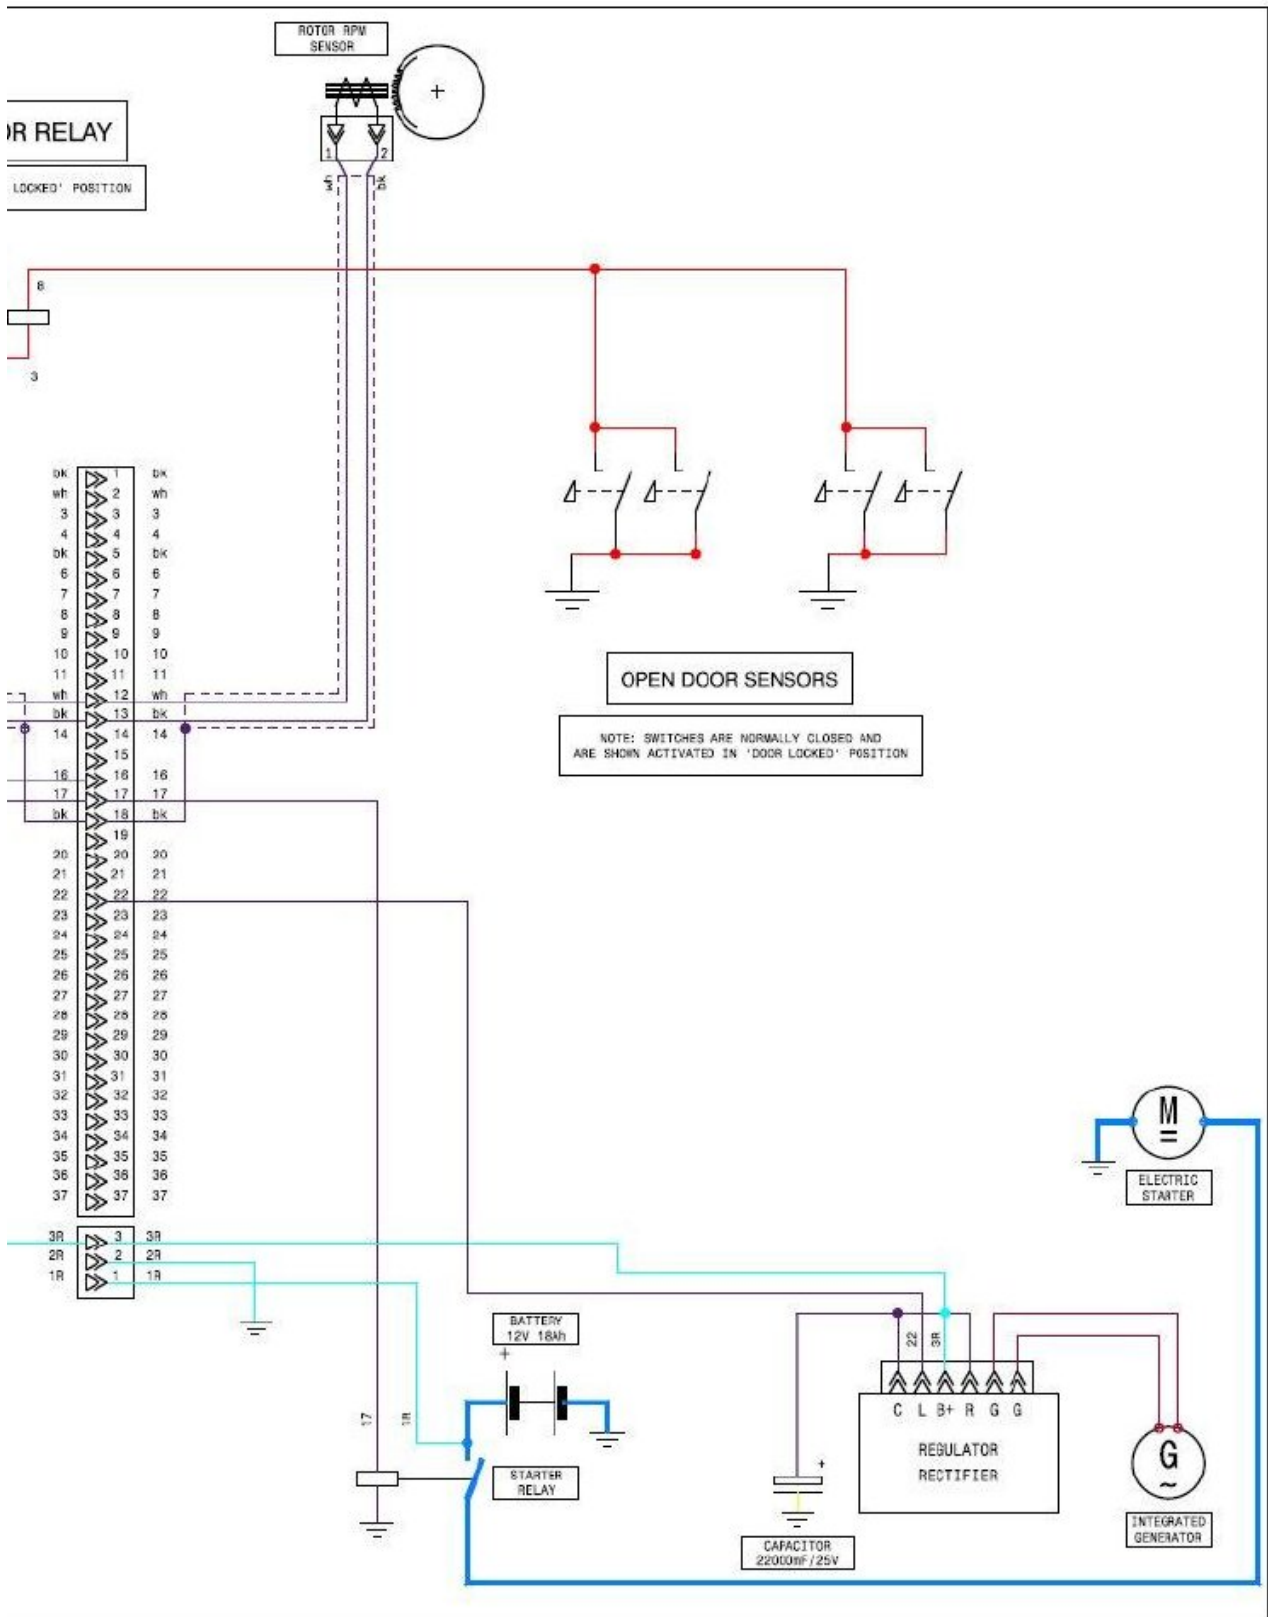 ROTOR RPM
SENSOR
OR RELAY
LOCKED' POSITION
1 2
wh bk
8
3
bk 1 bk
wh 2 wh
3 3 3
4 4 4
bk 5 bk
6 6 6
7 7 7
8 8 8
9 9 9
10 10 10
11 11 11
wh 12 wh
bk 13 bk
14 14 14
15
16 16 16
17 17 17
bk 18 bk
19
20 20 20
21 21 21
22 22 22
23 23 23
24 24 24
25 25 25
26 26 26
27 27 27
28 28 28
29 29 29
30 30 30
31 31 31
32 32 32
33 33 33
34 34 34
35 35 35
36 36 36
37 37 37
3R 3 3R
2R 2 2R
1R 1 1R
OPEN DOOR SENSORS
NOTE: SWITCHES ARE NORMALLY CLOSED AND
ARE SHOWN ACTIVATED IN 'DOOR LOCKED' POSITION
M
=
ELECTRIC
STARTER
BATTERY
12V 18Ah
+
17
1R
STARTER
RELAY
22
3R
C L B+ R G G
REGULATOR
RECTIFIER
+
CAPACITOR
22000mF/25V
G
~
INTEGRATED
GENERATOR